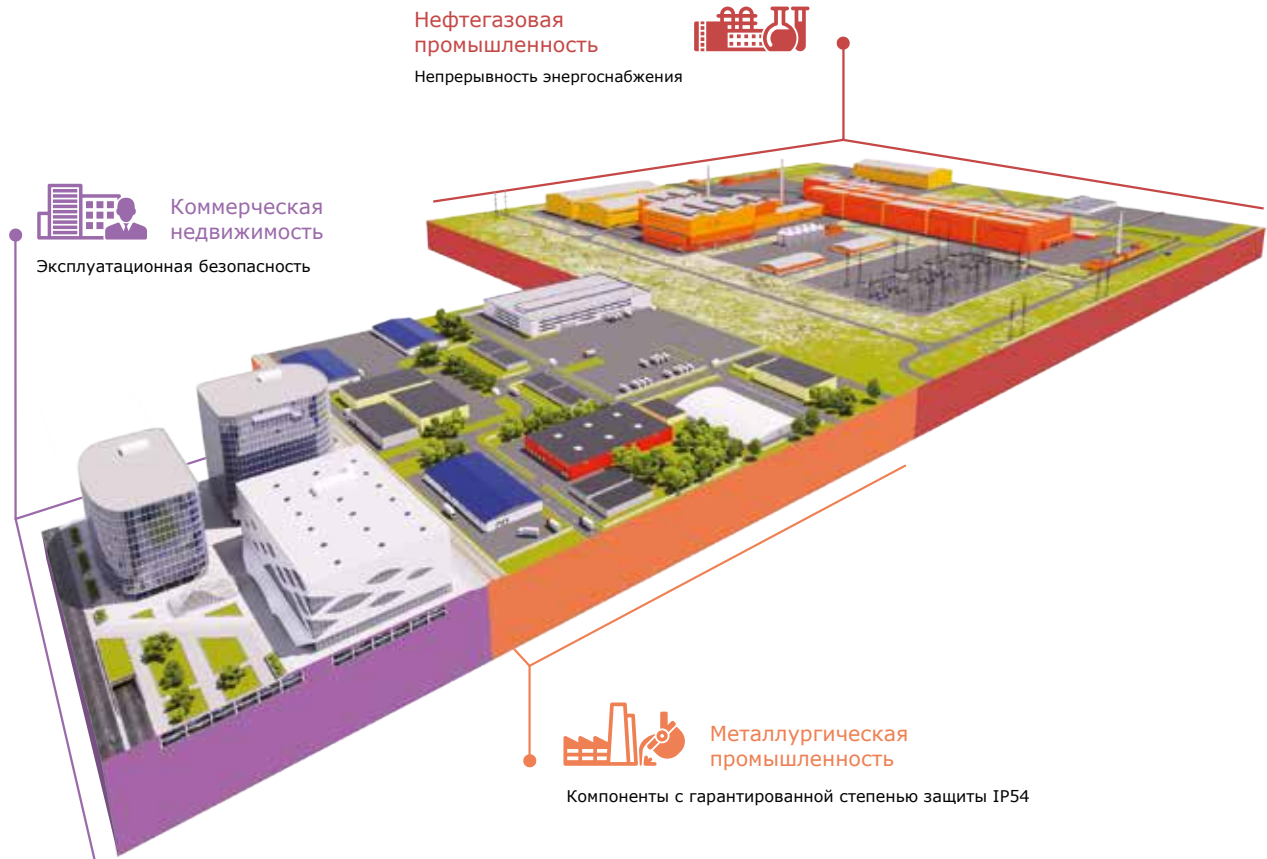 Нефтегазовая
промышленность
Непрерывность энергоснабжения
Коммерческая
недвижимость
Эксплуатационная безопасность
Металлургическая
промышленность
Компоненты с гарантированной степенью защиты IP54